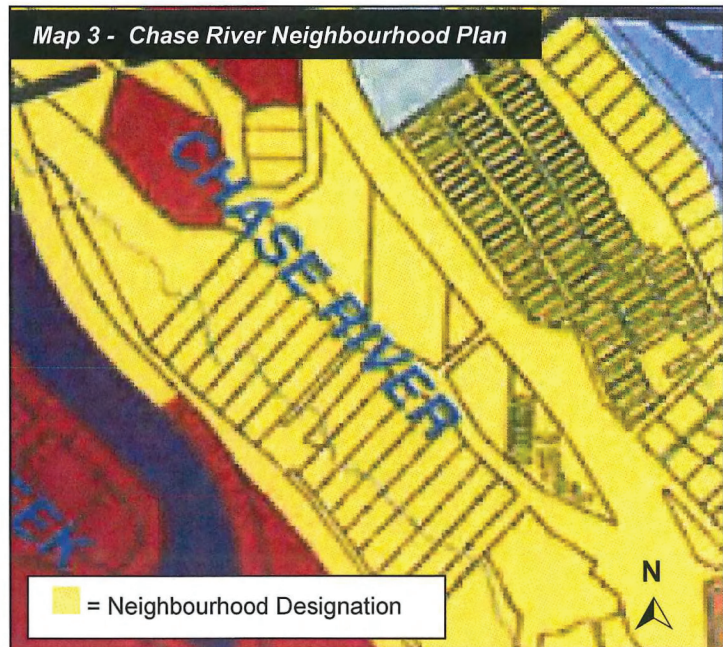 Map 3 - Chase River Neighbourhood Plan
CHASE RIVER
EEK
= Neighbourhood Designation
N